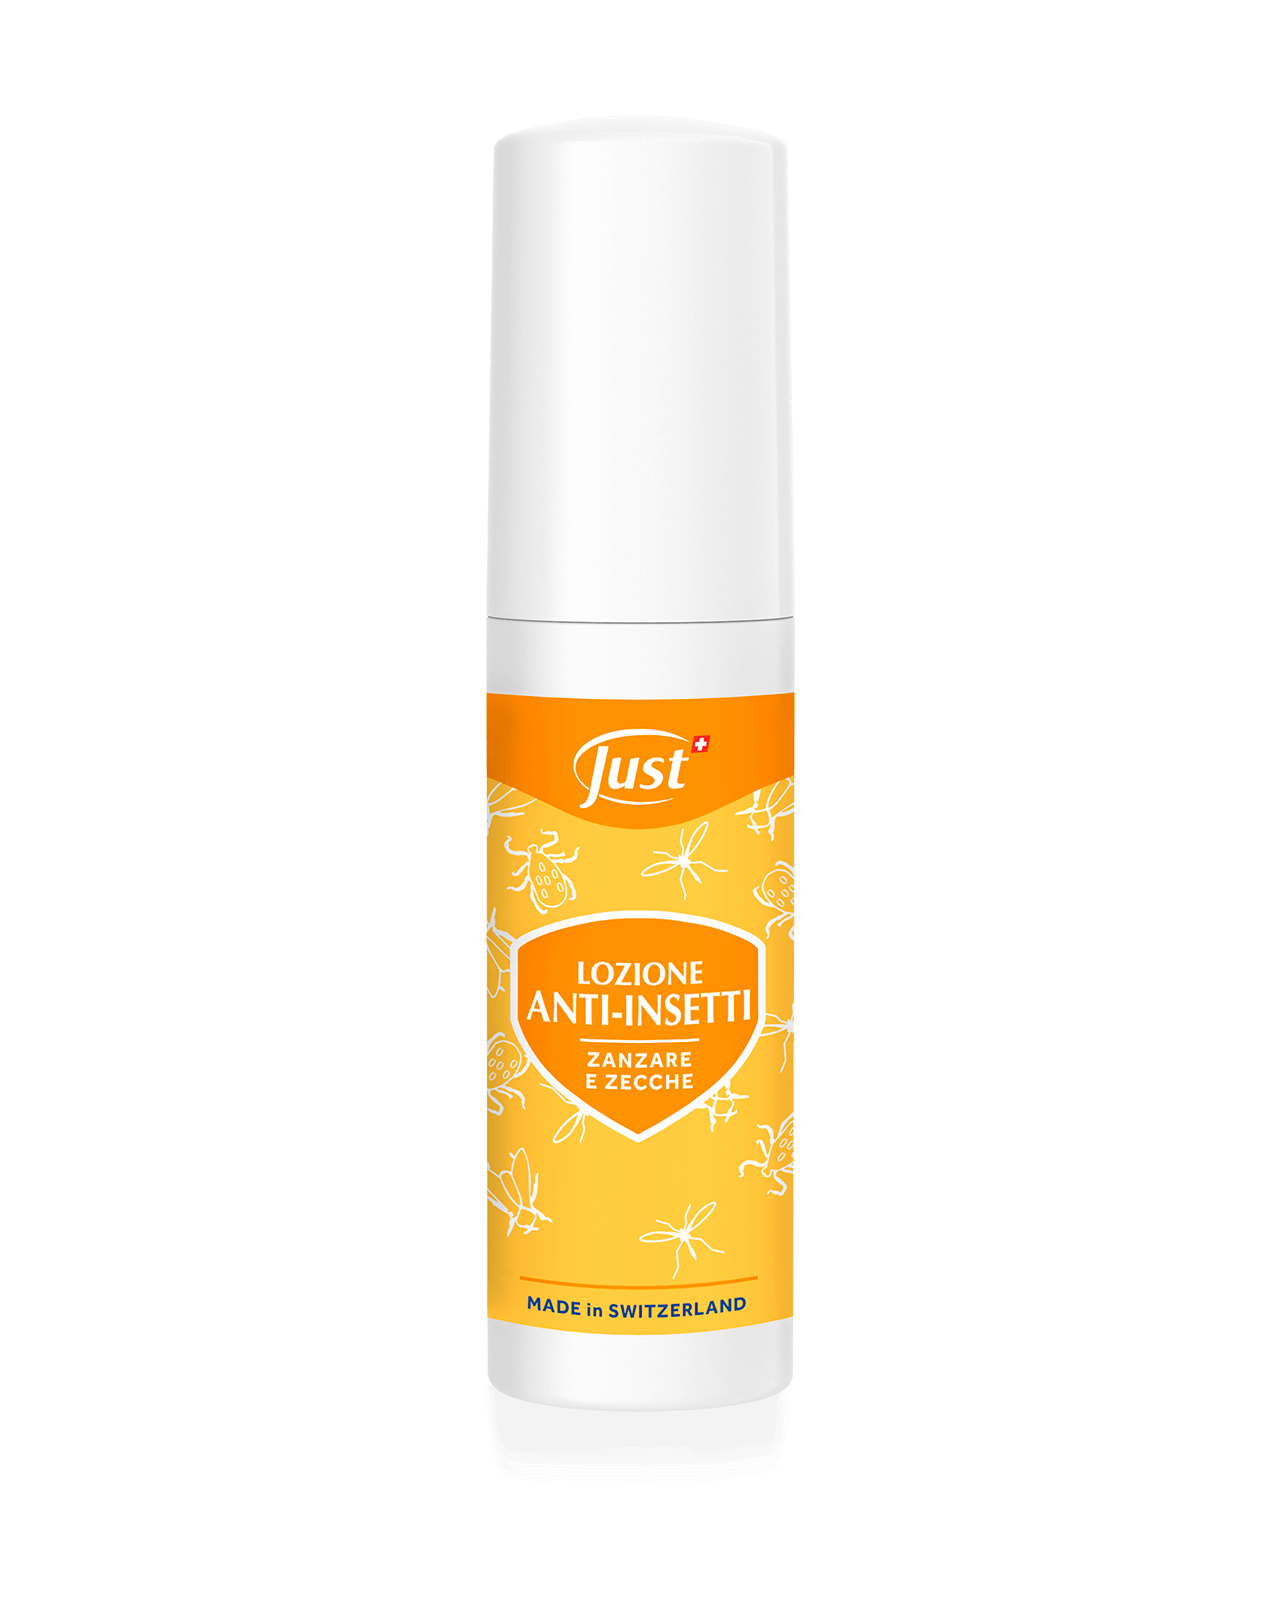 Just
LOZIONE
ANTI-INSETTI
ZANZARE
E ZECCHE
MADE in SWITZERLAND